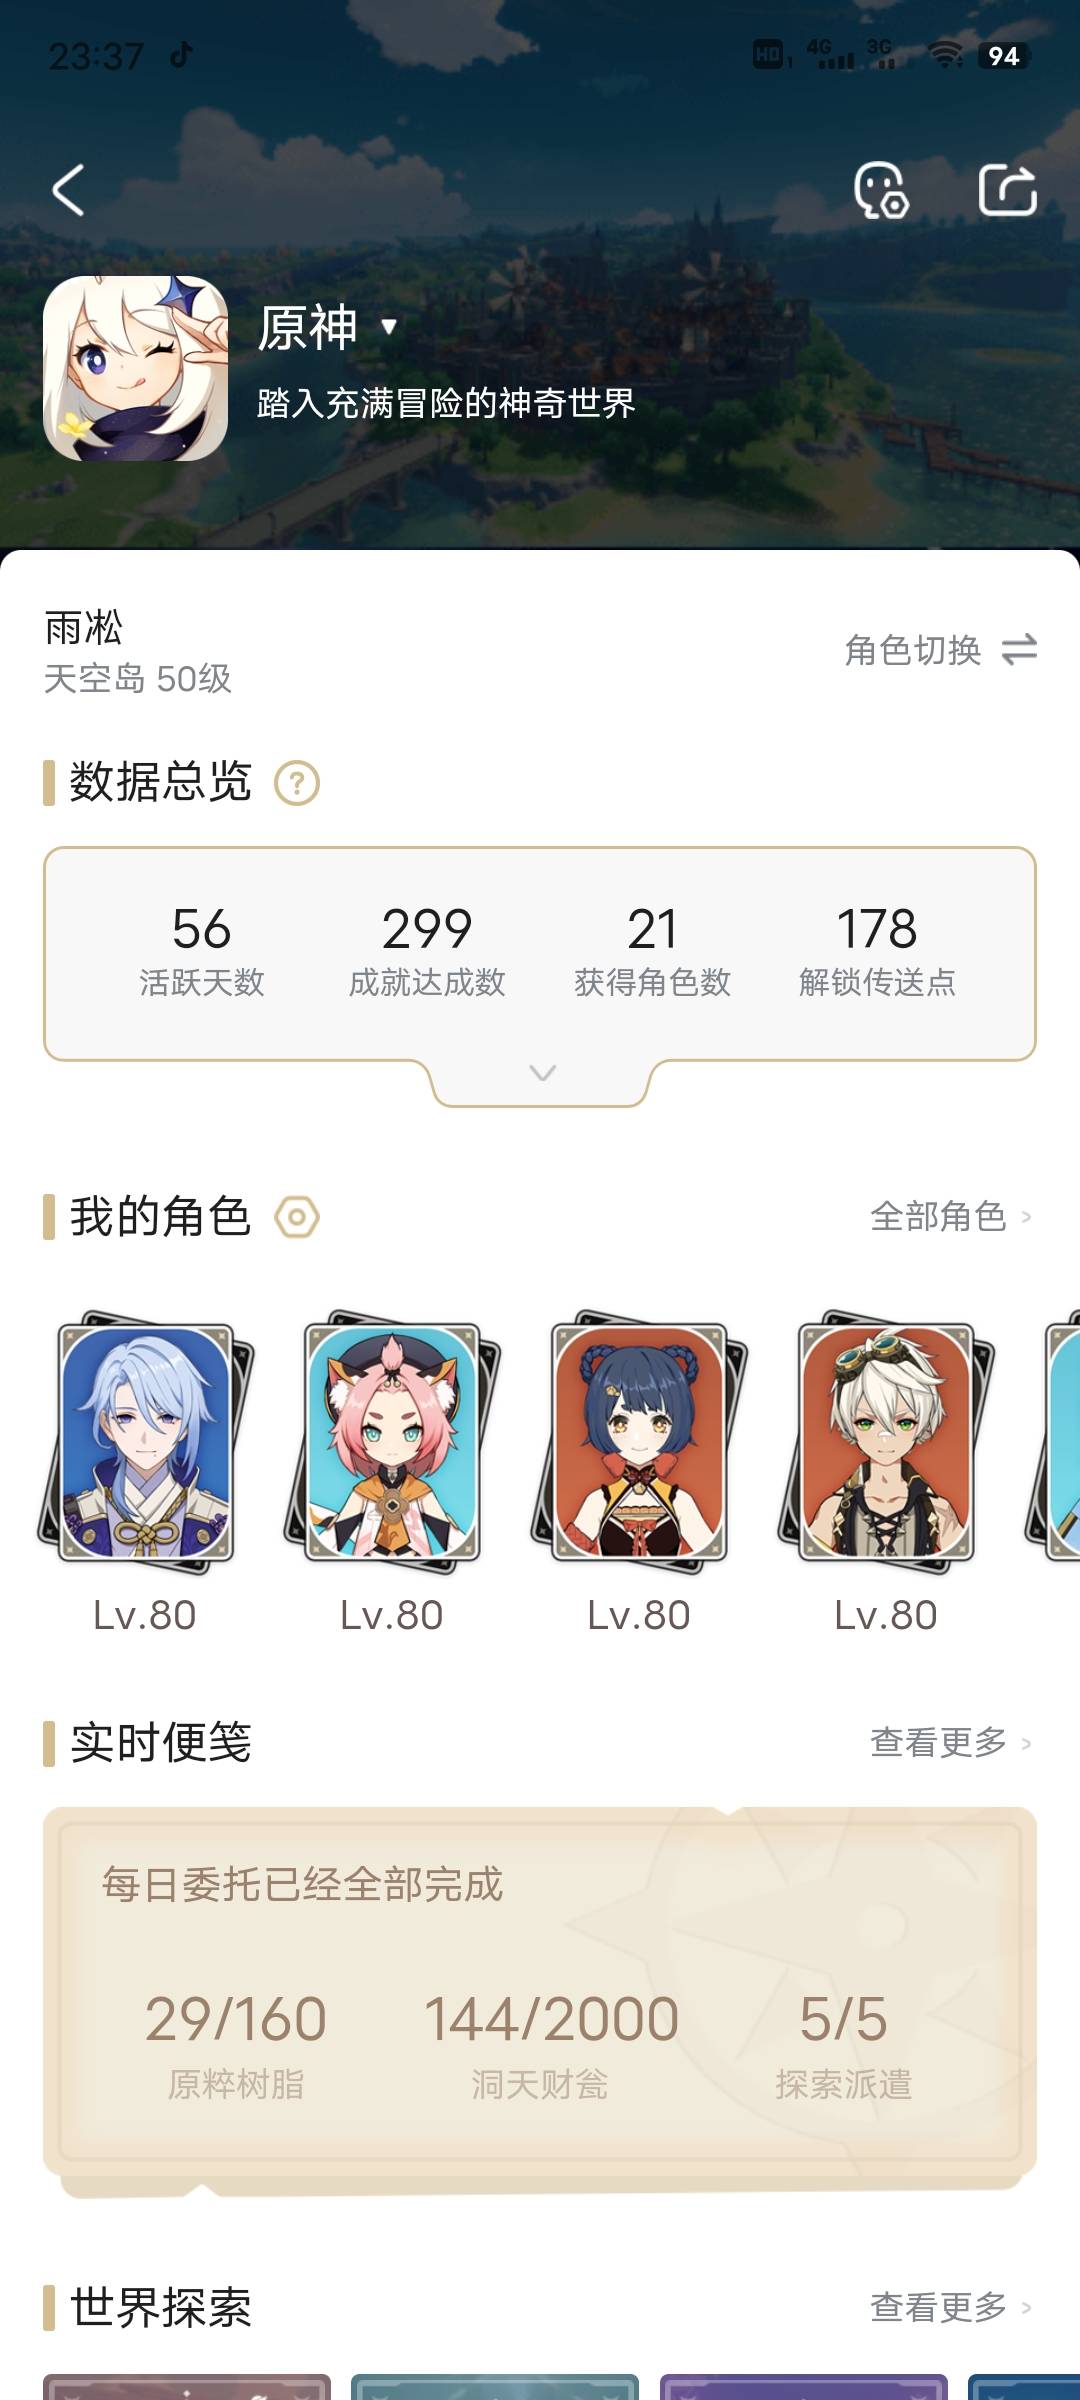 23:37
HD 1 4G 3G 94
原神
踏入充满冒险的神奇世界
雨凇
天空岛 50级
角色切换
数据总览 ?
56 299 21 178
活跃天数 成就达成数 获得角色数 解锁传送点
我的角色
全部角色 >
Lv.80 Lv.80 Lv.80 Lv.80
实时便笺
查看更多 >
每日委托已经全部完成
29/160 144/2000 5/5
原粹树脂 洞天财瓮 探索派遣
世界探索
查看更多 >